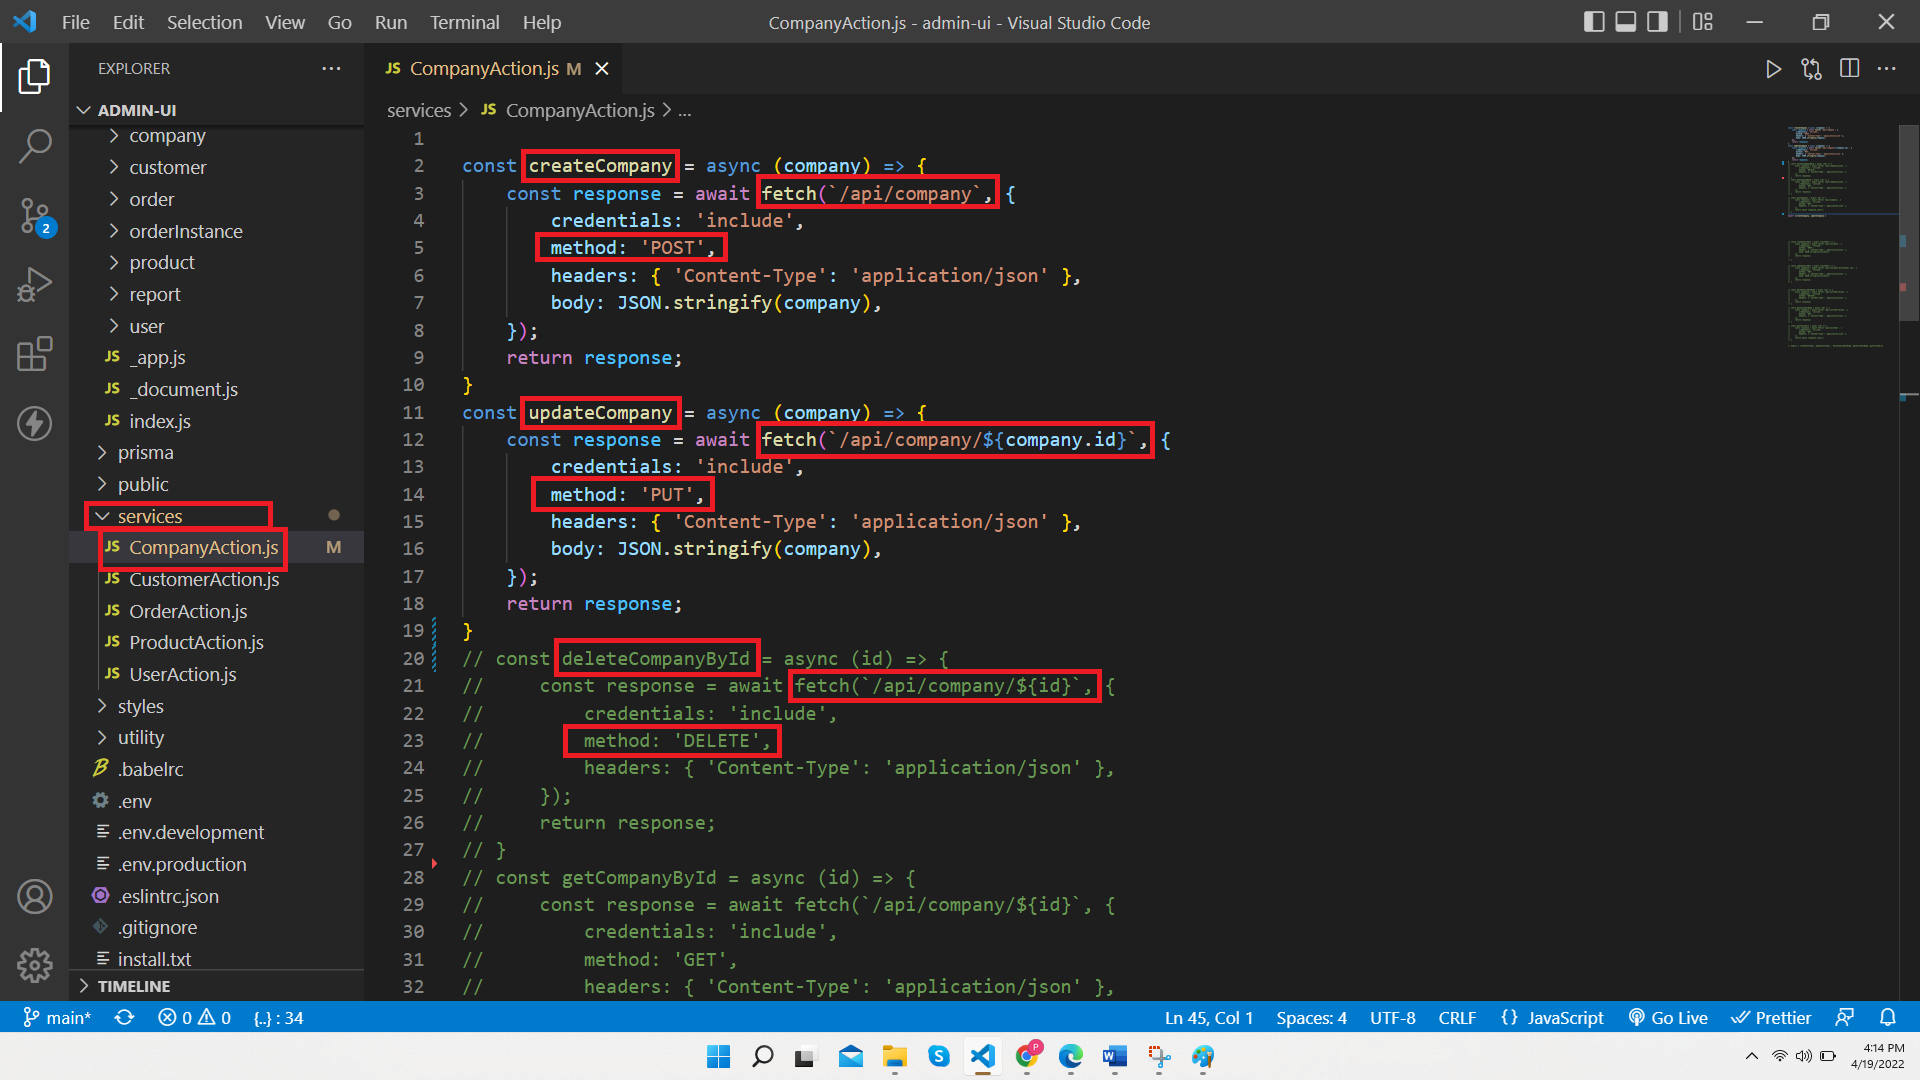 File Edit Selection View Go Run Terminal Help
CompanyAction.js - admin-ui - Visual Studio Code
EXPLORER
ADMIN-UI
company
customer
order
orderInstance
product
report
user
JS _app.js
JS _document.js
JS index.js
prisma
public
services
JS CompanyAction.js M
JS CustomerAction.js
JS OrderAction.js
JS ProductAction.js
JS UserAction.js
styles
utility
.babelrc
.env
.env.development
.env.production
.eslintrc.json
.gitignore
install.txt
TIMELINE
2
JS CompanyAction.js M
services > JS CompanyAction.js > ...
1
2 const createCompany = async (company) => {
3 const response = await fetch(`/api/company`, {
4 credentials: 'include',
5 method: 'POST',
6 headers: { 'Content-Type': 'application/json' },
7 body: JSON.stringify(company),
8 });
9 return response;
10 }
11 const updateCompany = async (company) => {
12 const response = await fetch(`/api/company/${company.id}`, {
13 credentials: 'include',
14 method: 'PUT',
15 headers: { 'Content-Type': 'application/json' },
16 body: JSON.stringify(company),
17 });
18 return response;
19 }
20 // const deleteCompanyById = async (id) => {
21 // const response = await fetch(`/api/company/${id}`, {
22 // credentials: 'include',
23 // method: 'DELETE',
24 // headers: { 'Content-Type': 'application/json' },
25 // });
26 // return response;
27 // }
28 // const getCompanyById = async (id) => {
29 // const response = await fetch(`/api/company/${id}`, {
30 // credentials: 'include',
31 // method: 'GET',
32 // headers: { 'Content-Type': 'application/json' },
main* 0 0 {..} : 34 Ln 45, Col 1 Spaces: 4 UTF-8 CRLF {} JavaScript Go Live Prettier
P
4:14 PM
4/19/2022